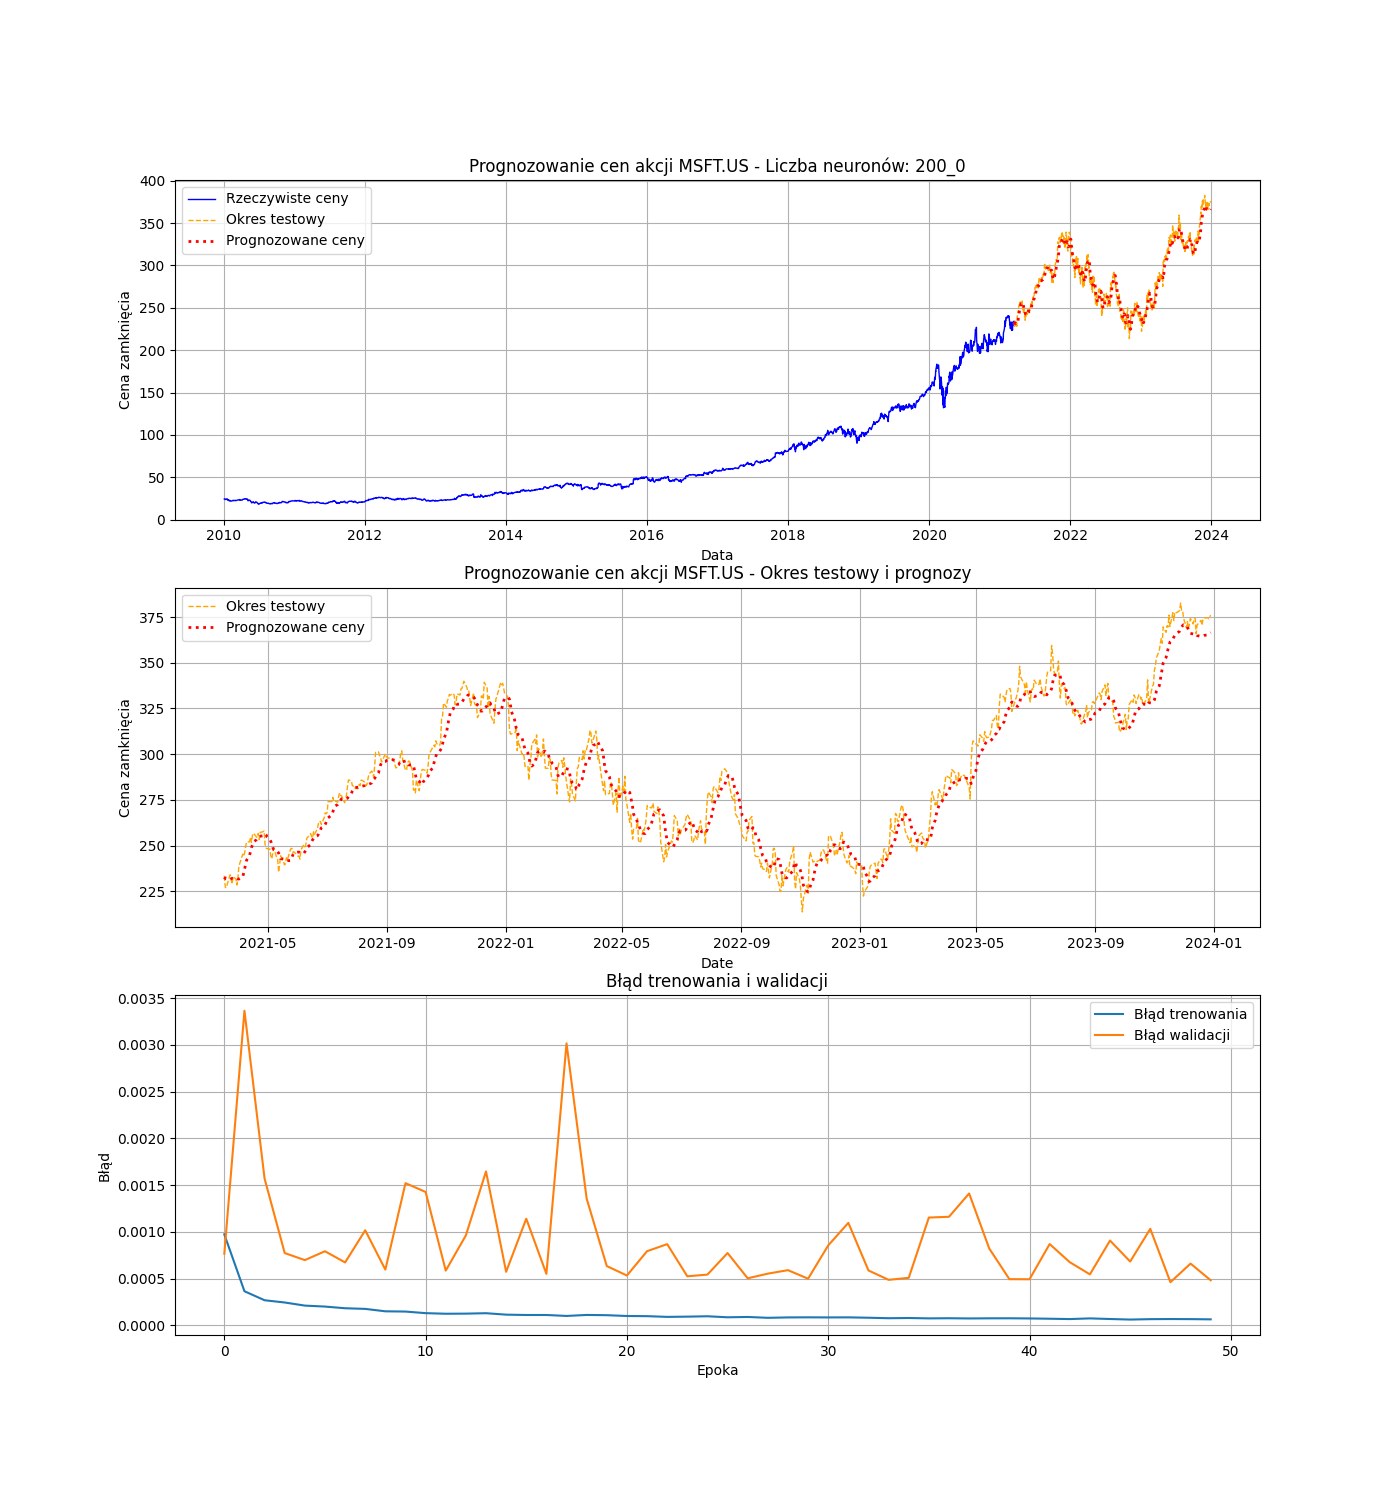 Prognozowanie cen akcji MSFT.US - Liczba neuronów: 200_0
400
350
300
250
200
150
100
50
0
Cena zamknięcia
Rzeczywiste ceny
Okres testowy
Prognozowane ceny
2010 2012 2014 2016 2018 2020 2022 2024
Data
Prognozowanie cen akcji MSFT.US - Okres testowy i prognozy
375
350
325
300
275
250
225
Cena zamknięcia
Okres testowy
Prognozowane ceny
2021-05 2021-09 2022-01 2022-05 2022-09 2023-01 2023-05 2023-09 2024-01
Date
Błąd trenowania i walidacji
0.0035
0.0030
0.0025
0.0020
0.0015
0.0010
0.0005
0.0000
Błąd
Błąd trenowania
Błąd walidacji
0 10 20 30 40 50
Epoka